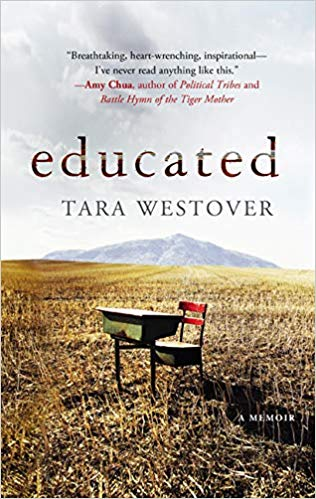 “Breathtaking, heart-wrenching, inspirational—
I’ve never read anything like this.”
—Amy Chua, author of Political Tribes and
Battle Hymn of the Tiger Mother
educated
TARA WESTOVER
A MEMOIR